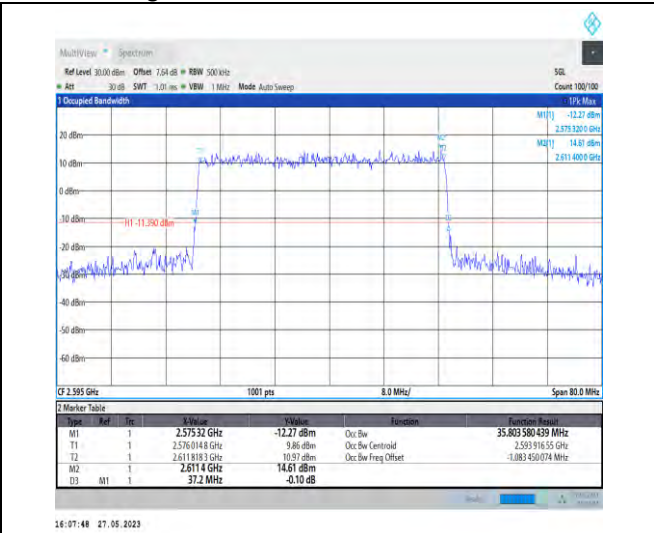 MultiView Spectrum
Ref Level 30.00 dBm Offset 7.64 dB RBW 500 kHz SGL
Att 30 dB SWT 1.01 ms VBW 1 MHz Mode Auto Sweep Count 100/100
1 Occupied Bandwidth 1Pk Max
M1[1] -12.27 dBm
2.575 320 0 GHz
20 dBm M2[1] 14.61 dBm
2.611 400 0 GHz
10 dBm
0 dBm
-10 dBm
H1 -11.390 dBm
-20 dBm
-30 dBm
-40 dBm
-50 dBm
-60 dBm
CF 2.595 GHz 1001 pts 8.0 MHz/ Span 80.0 MHz
2 Marker Table
Type Ref Trc X-Value Y-Value Function Function Result
M1 1 2.575 32 GHz -12.27 dBm Occ Bw 35.803 580 439 MHz
T1 1 2.576 014 8 GHz 9.86 dBm Occ Bw Centroid 2.593 916 55 GHz
T2 1 2.611 818 3 GHz 10.97 dBm Occ Bw Freq Offset -1.083 450 074 MHz
M2 1 2.611 4 GHz 14.61 dBm
D3 M1 1 37.2 MHz -0.10 dB
16:07:48 27.05.2023